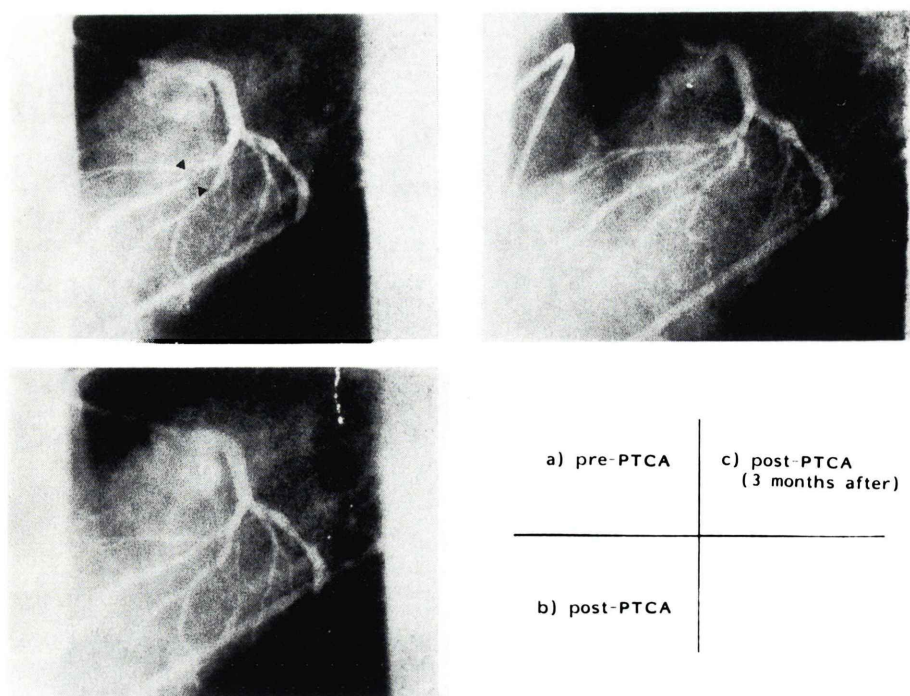 a) pre-PTCA
c) post-PTCA
(3 months after)
b) post-PTCA